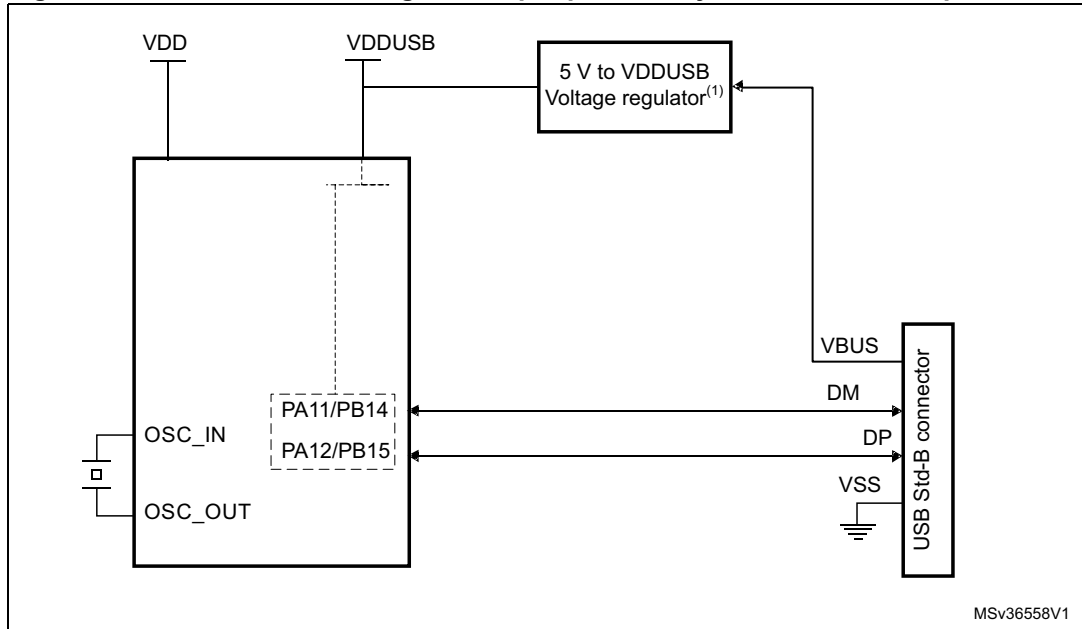 VDD
VDDUSB
5 V to VDDUSB
Voltage regulator(1)
VBUS
DM
PA11/PB14
DP
OSC_IN
PA12/PB15
VSS
OSC_OUT
USB Std-B connector
MSv36558V1